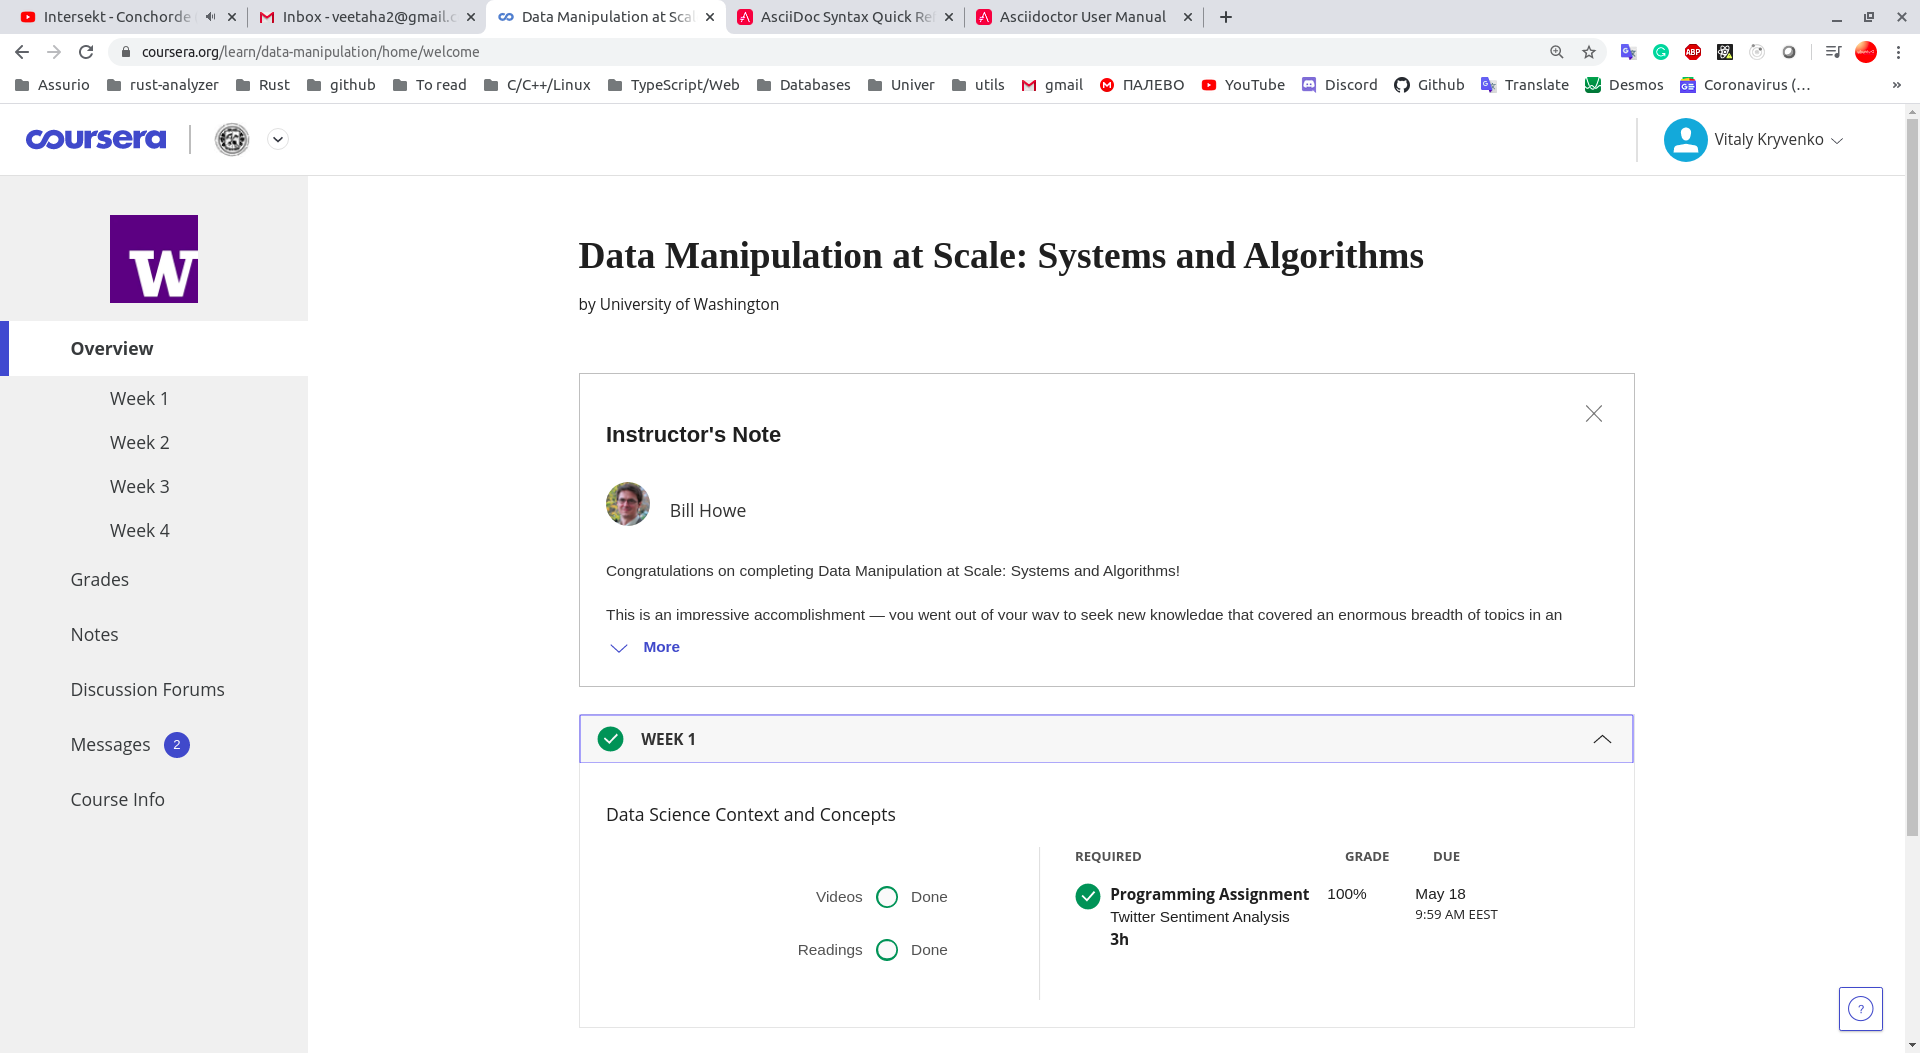 Intersekt - Conchorde
Inbox - veetaha2@gmail.c
Data Manipulation at Scal
AsciiDoc Syntax Quick Ref
Asciidoctor User Manual
coursera.org/learn/data-manipulation/home/welcome
Assurio
rust-analyzer
Rust
github
To read
C/C++/Linux
TypeScript/Web
Databases
Univer
utils
gmail
ПАЛЕВО
YouTube
Discord
Github
Translate
Desmos
Coronavirus (…
»
coursera
Vitaly Kryvenko
W
Overview
Week 1
Week 2
Week 3
Week 4
Grades
Notes
Discussion Forums
Messages 2
Course Info
Data Manipulation at Scale: Systems and Algorithms
by University of Washington
Instructor's Note
Bill Howe
Congratulations on completing Data Manipulation at Scale: Systems and Algorithms!
This is an impressive accomplishment — you went out of your way to seek new knowledge that covered an enormous breadth of topics in an
More
WEEK 1
Data Science Context and Concepts
Videos Done
Readings Done
REQUIRED GRADE DUE
Programming Assignment 100% May 18
Twitter Sentiment Analysis 9:59 AM EEST
3h
?